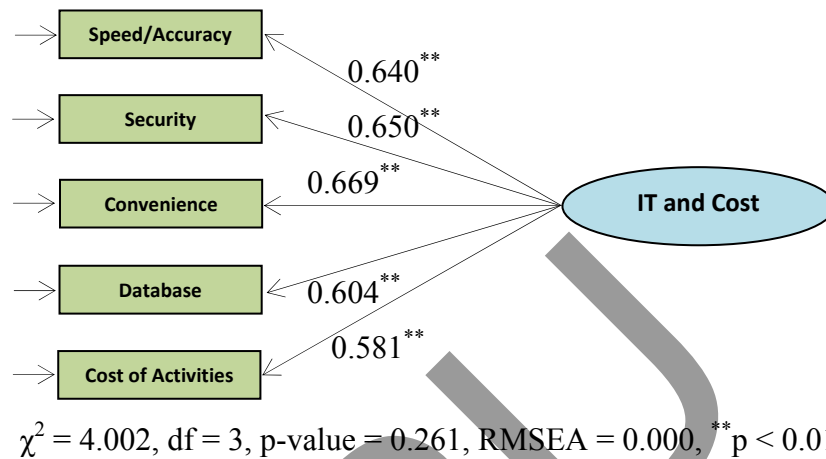 Speed/Accuracy
0.640**
Security
0.650**
Convenience
0.669**
IT and Cost
Database
0.604**
0.581**
Cost of Activities
χ² = 4.002, df = 3, p-value = 0.261, RMSEA = 0.000, **p < 0.0